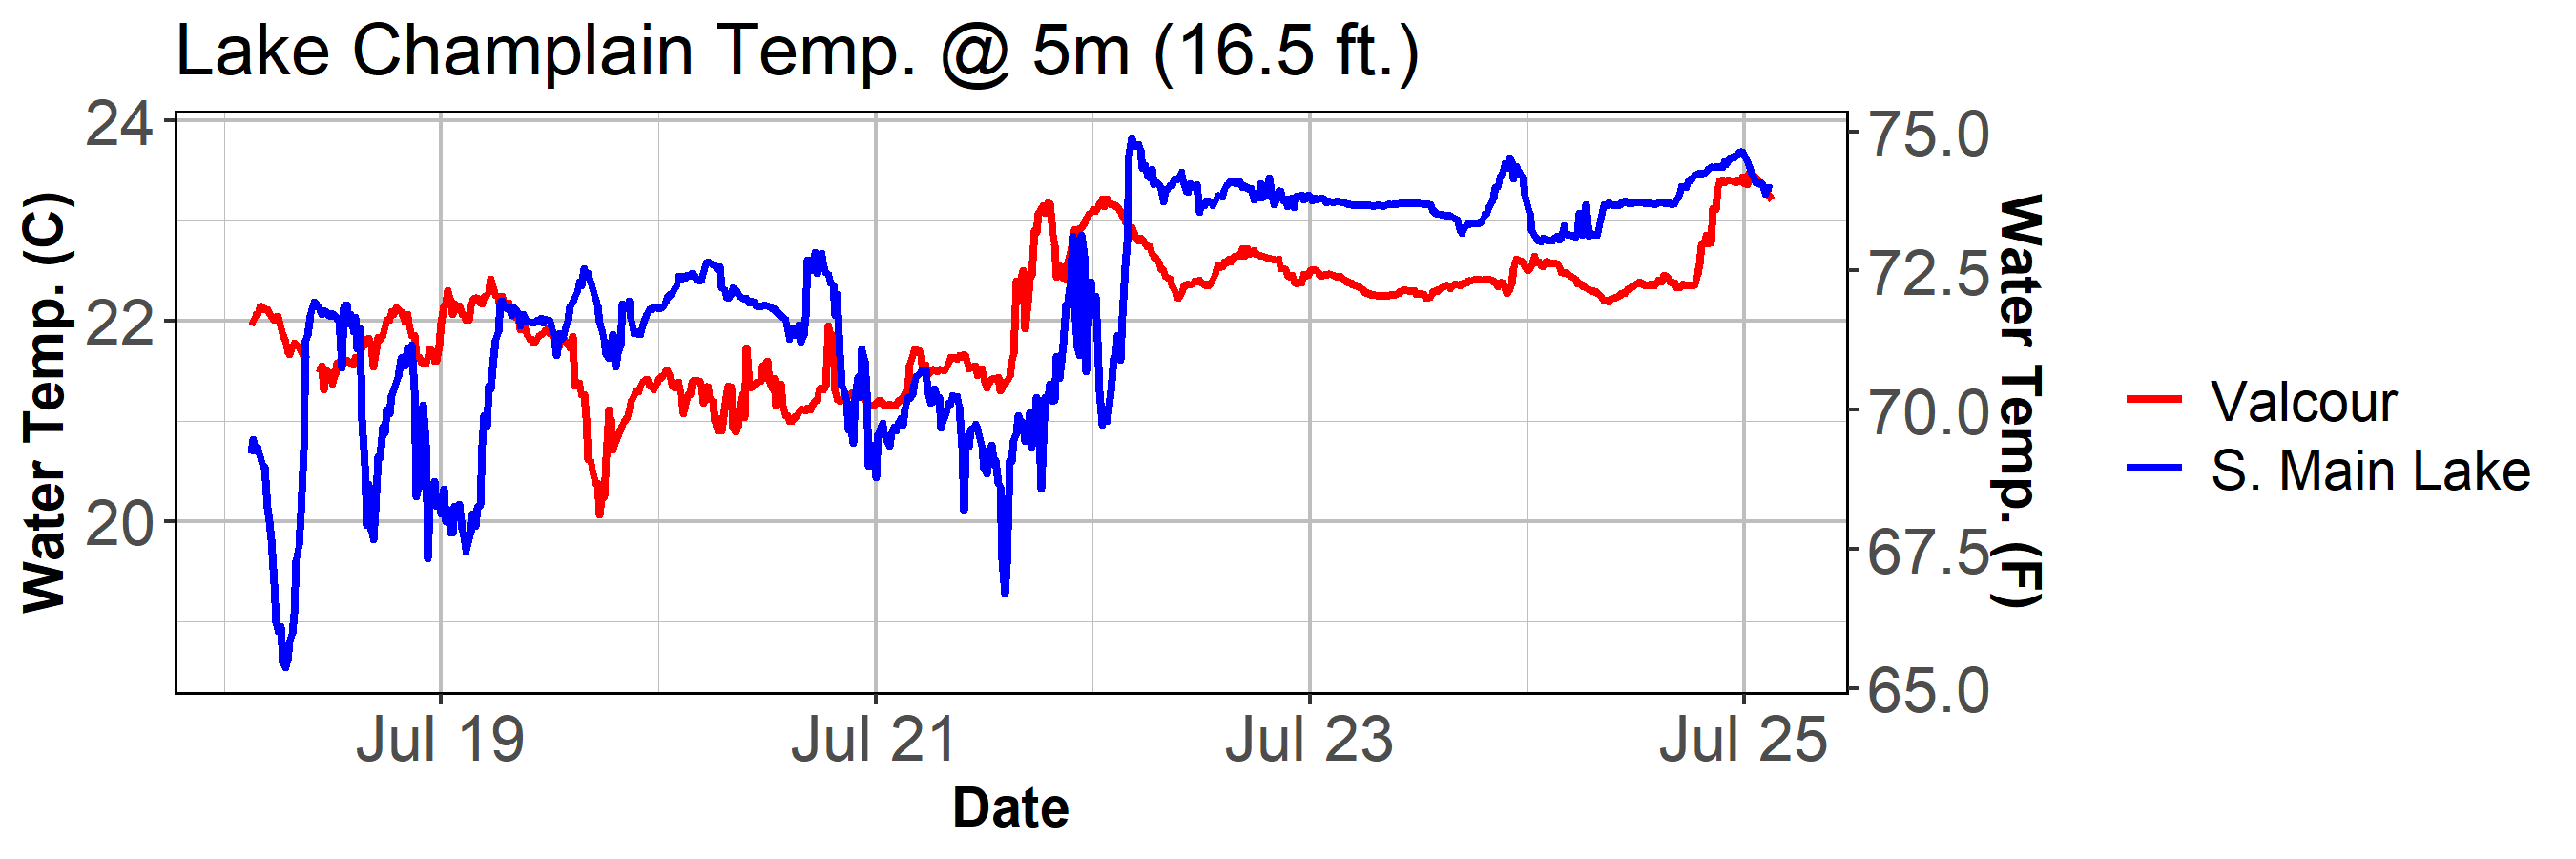 Lake Champlain Temp. @ 5m (16.5 ft.)
Water Temp. (C)
24
22
20
75.0
72.5
70.0
67.5
65.0
Water Temp. (F)
Jul 19
Jul 21
Jul 23
Jul 25
Date
Valcour
S. Main Lake